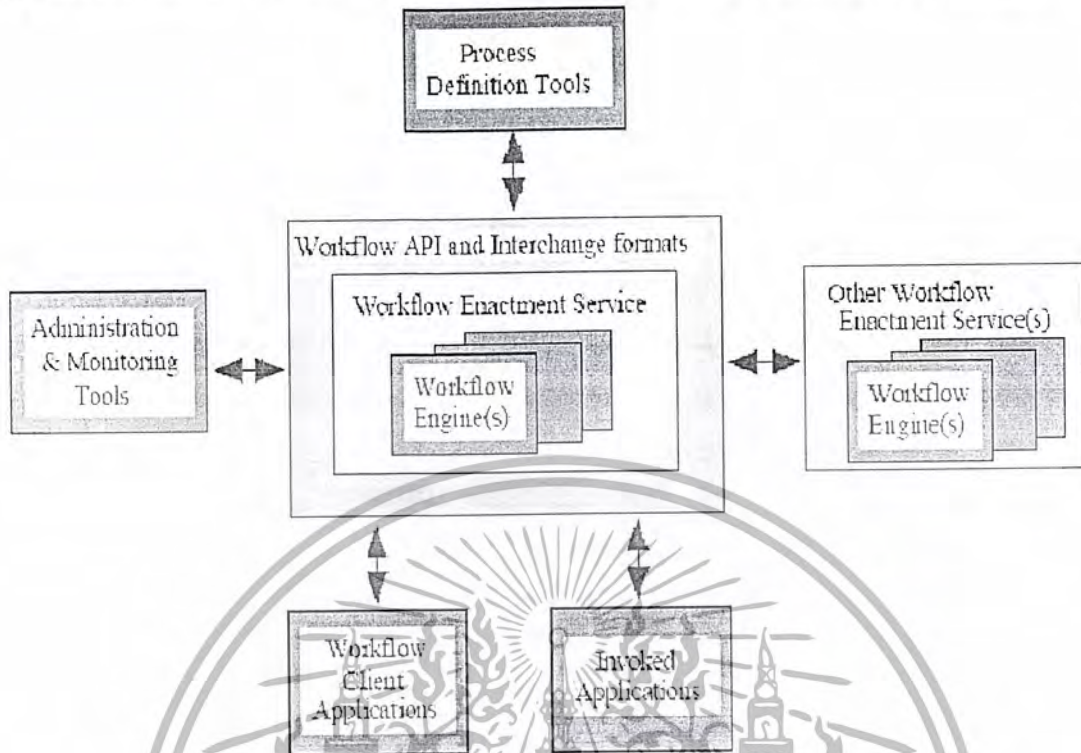 Process
Definition Tools
Workflow API and Interchange formats
Workflow Enactment Service
Workflow
Engine(s)
Administration
& Monitoring
Tools
Other Workflow
Enactment Service(s)
Workflow
Engine(s)
Workflow
Client
Applications
Invoked
Applications